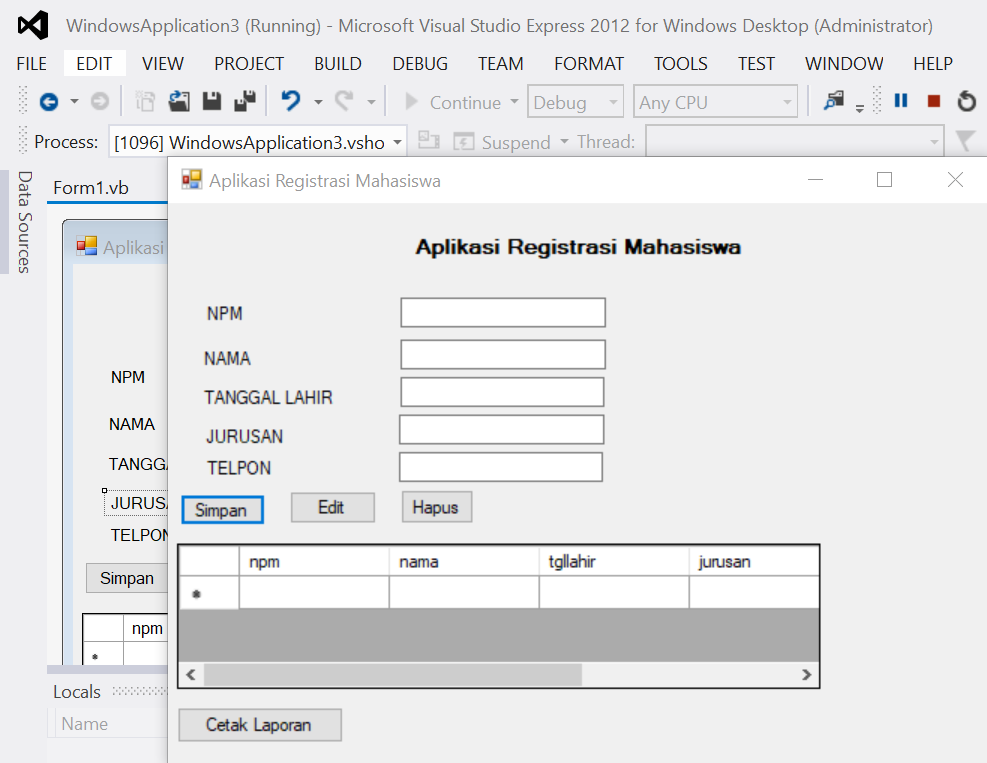 WindowsApplication3 (Running) - Microsoft Visual Studio Express 2012 for Windows Desktop (Administrator)
FILE EDIT VIEW PROJECT BUILD DEBUG TEAM FORMAT TOOLS TEST WINDOW HELP
Continue Debug Any CPU
Process: [1096] WindowsApplication3.vsho Suspend Thread:
Data Sources
Form1.vb
Aplikasi
NPM
NAMA
TANGGA
JURUSA
TELPON
Simpan
npm
*
Locals
Name
Aplikasi Registrasi Mahasiswa
Aplikasi Registrasi Mahasiswa
NPM
NAMA
TANGGAL LAHIR
JURUSAN
TELPON
Simpan Edit Hapus
npm nama tgllahir jurusan
*
Cetak Laporan